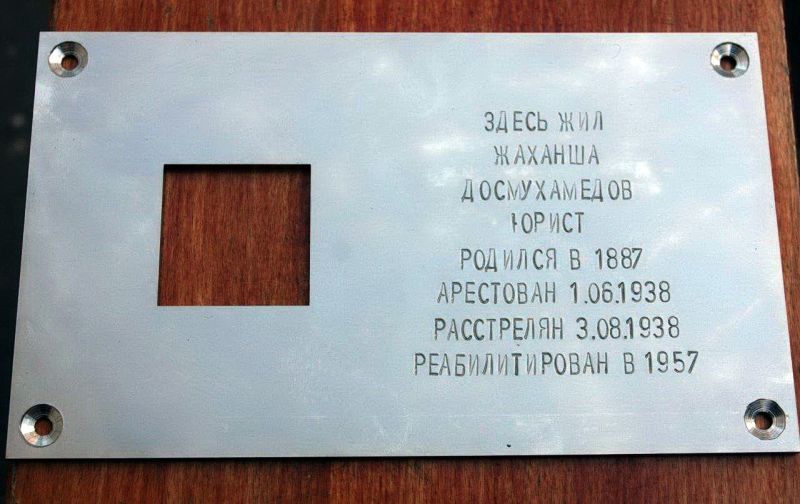 ЗДЕСЬ ЖИЛ
ЖАХАНША
ДОСМУХАМЕДОВ
ЮРИСТ
РОДИЛСЯ В 1887
АРЕСТОВАН 1.06.1938
РАССТРЕЛЯН 3.08.1938
РЕАБИЛИТИРОВАН В 1957